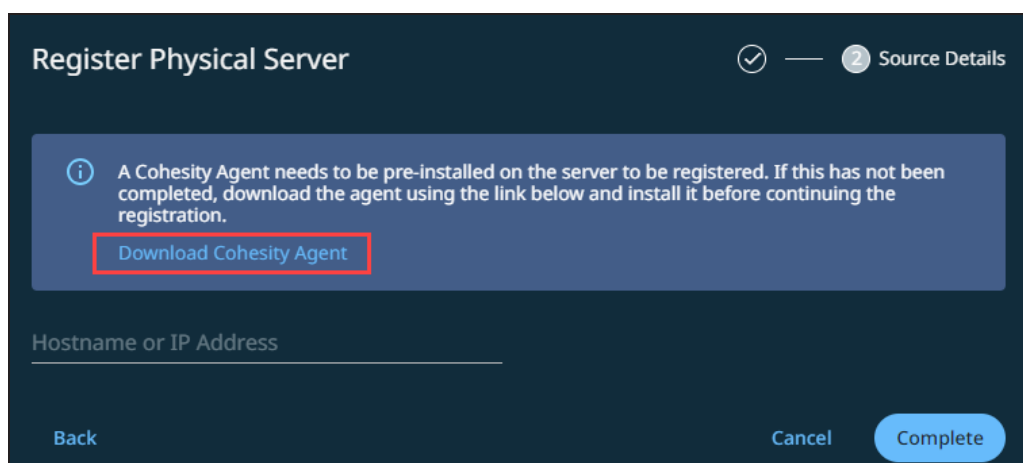 Register Physical Server
2 Source Details
A Cohesity Agent needs to be pre-installed on the server to be registered. If this has not been
completed, download the agent using the link below and install it before continuing the
registration.
Download Cohesity Agent
Hostname or IP Address
Back
Cancel
Complete